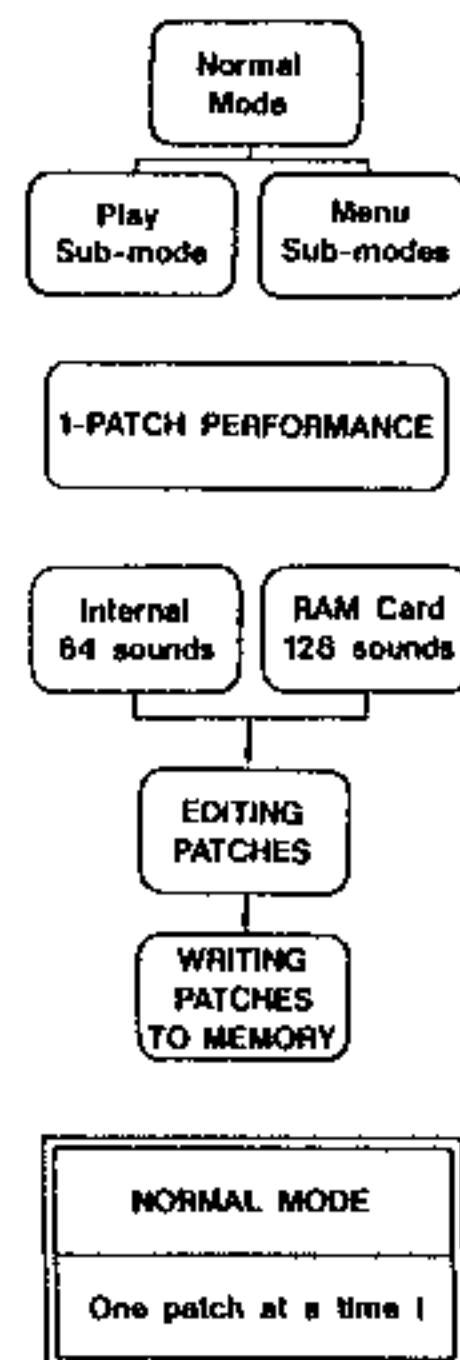 Normal
Mode
Play
Sub-mode
Menu
Sub-modes
1-PATCH PERFORMANCE
Internal
64 sounds
RAM Card
128 sounds
EDITING
PATCHES
WRITING
PATCHES
TO MEMORY
NORMAL MODE
One patch at a time !